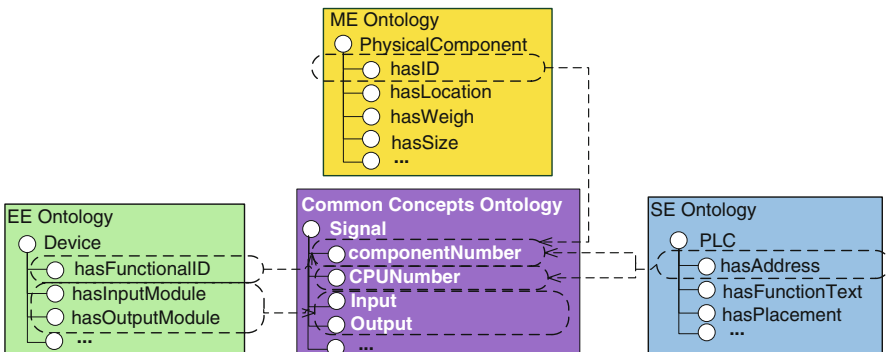 ME Ontology
PhysicalComponent
hasID
hasLocation
hasWeigh
hasSize
...
EE Ontology
Device
hasFunctionalID
hasInputModule
hasOutputModule
...
Common Concepts Ontology
Signal
componentNumber
CPUNumber
Input
Output
...
SE Ontology
PLC
hasAddress
hasFunctionText
hasPlacement
...